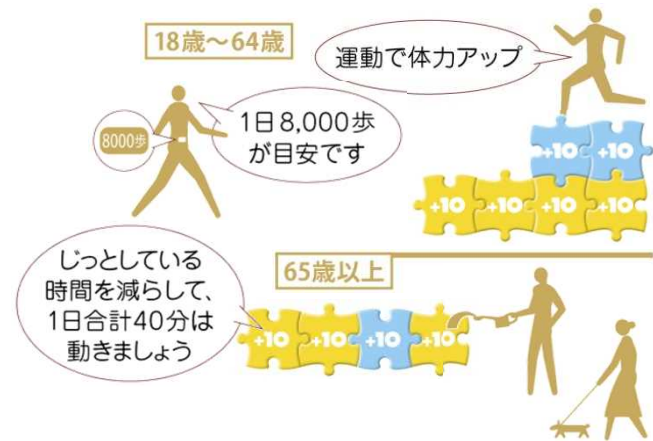 18歳〜64歳
運動で体力アップ
8000歩
1日8,000歩
が目安です
+10 +10
+10 +10 +10 +10
65歳以上
じっとしている
時間を減らして、
1日合計40分は
動きましょう
+10 +10 +10 +10